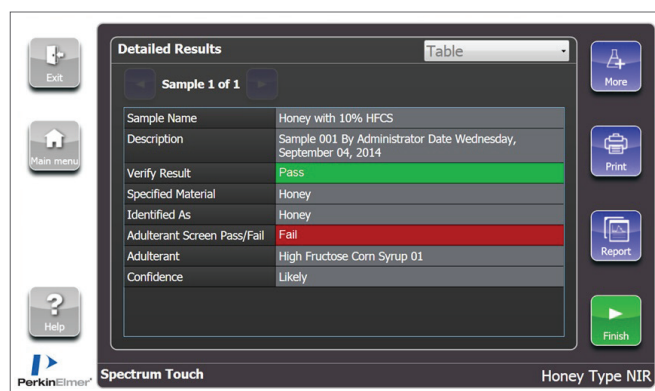 Exit
Main menu
Help
PerkinElmer
Detailed Results
Table
Sample 1 of 1
Sample Name Honey with 10% HFCS
Description Sample 001 By Administrator Date Wednesday,
September 04, 2014
Verify Result Pass
Specified Material Honey
Identified As Honey
Adulterant Screen Pass/Fail Fail
Adulterant High Fructose Corn Syrup 01
Confidence Likely
More
Print
Report
Finish
Spectrum Touch Honey Type NIR